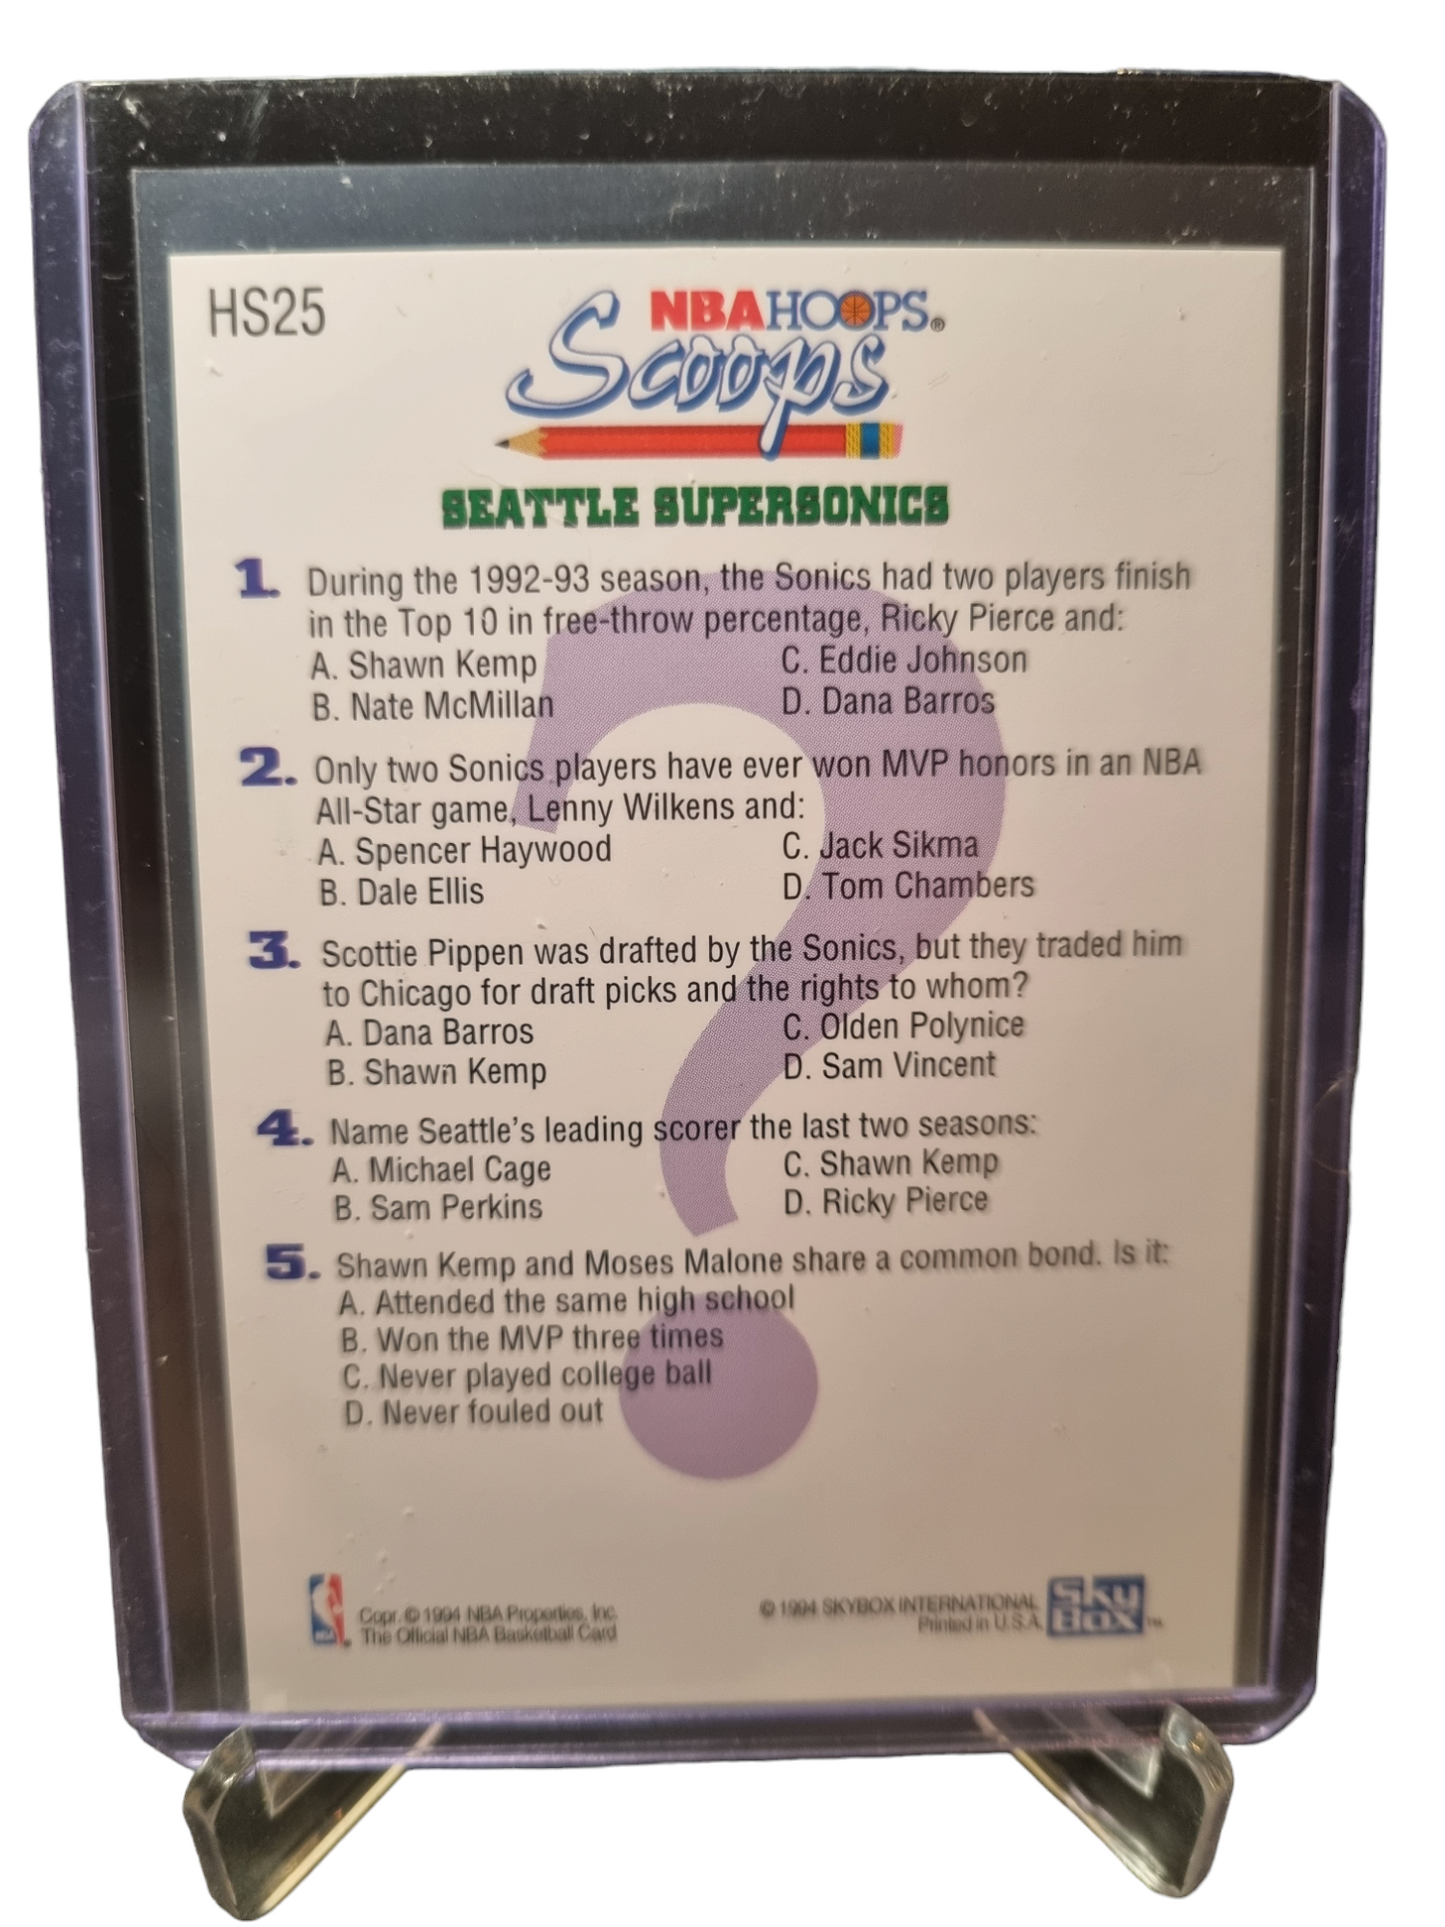 HS25
NBA HOOPS®
Scoops
SEATTLE SUPERSONICS
1. During the 1992-93 season, the Sonics had two players finish
in the Top 10 in free-throw percentage, Ricky Pierce and:
A. Shawn Kemp C. Eddie Johnson
B. Nate McMillan D. Dana Barros
2. Only two Sonics players have ever won MVP honors in an NBA
All-Star game, Lenny Wilkens and:
A. Spencer Haywood C. Jack Sikma
B. Dale Ellis D. Tom Chambers
3. Scottie Pippen was drafted by the Sonics, but they traded him
to Chicago for draft picks and the rights to whom?
A. Dana Barros C. Olden Polynice
B. Shawn Kemp D. Sam Vincent
4. Name Seattle's leading scorer the last two seasons:
A. Michael Cage C. Shawn Kemp
B. Sam Perkins D. Ricky Pierce
5. Shawn Kemp and Moses Malone share a common bond. Is it:
A. Attended the same high school
B. Won the MVP three times
C. Never played college ball
D. Never fouled out
NBA
Copr. © 1994 NBA Properties, Inc.
The Official NBA Basketball Card
© 1994 SKYBOX INTERNATIONAL
Printed in U.S.A.
SkyBox™